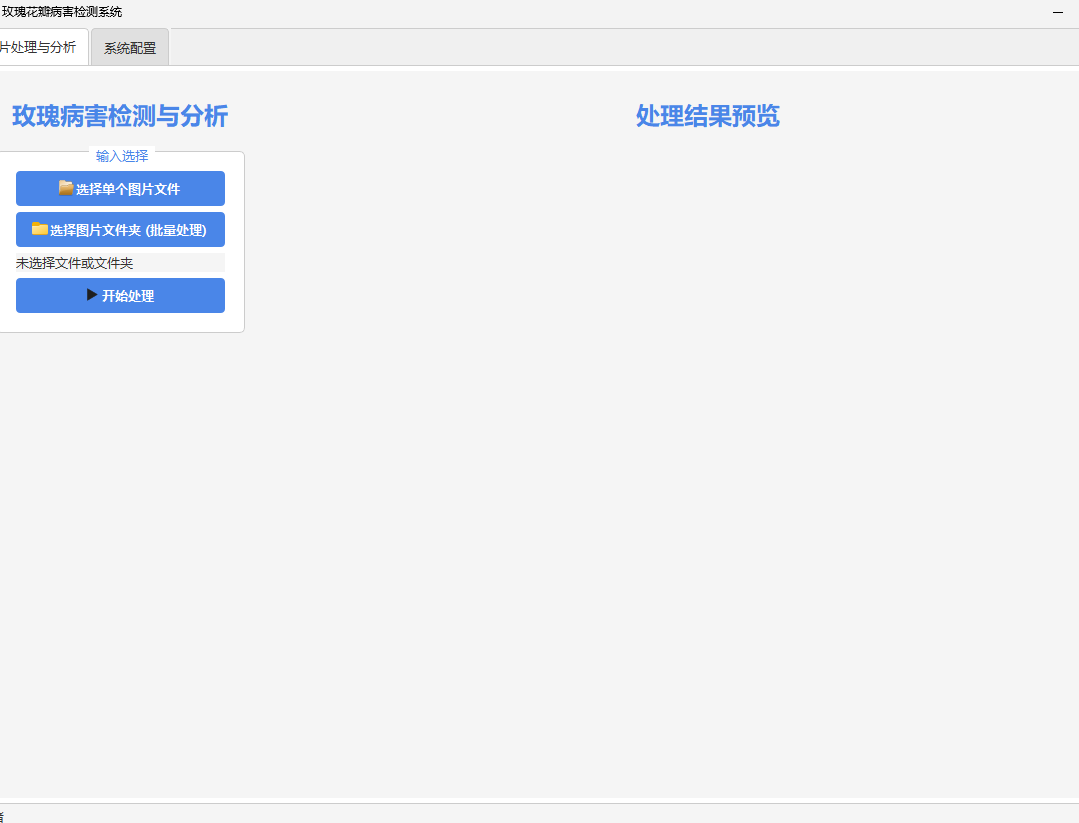 玫瑰花瓣病害检测系统
片处理与分析
系统配置
玫瑰病害检测与分析
处理结果预览
输入选择
选择单个图片文件
选择图片文件夹 (批量处理)
未选择文件或文件夹
开始处理